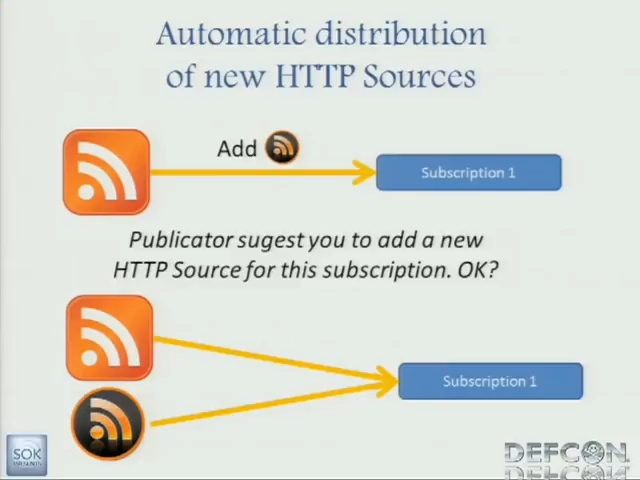 Automatic distribution
of new HTTP Sources
Add
Subscription 1
Publicator sugest you to add a new
HTTP Source for this subscription. OK?
Subscription 1
SOK
DEFCON